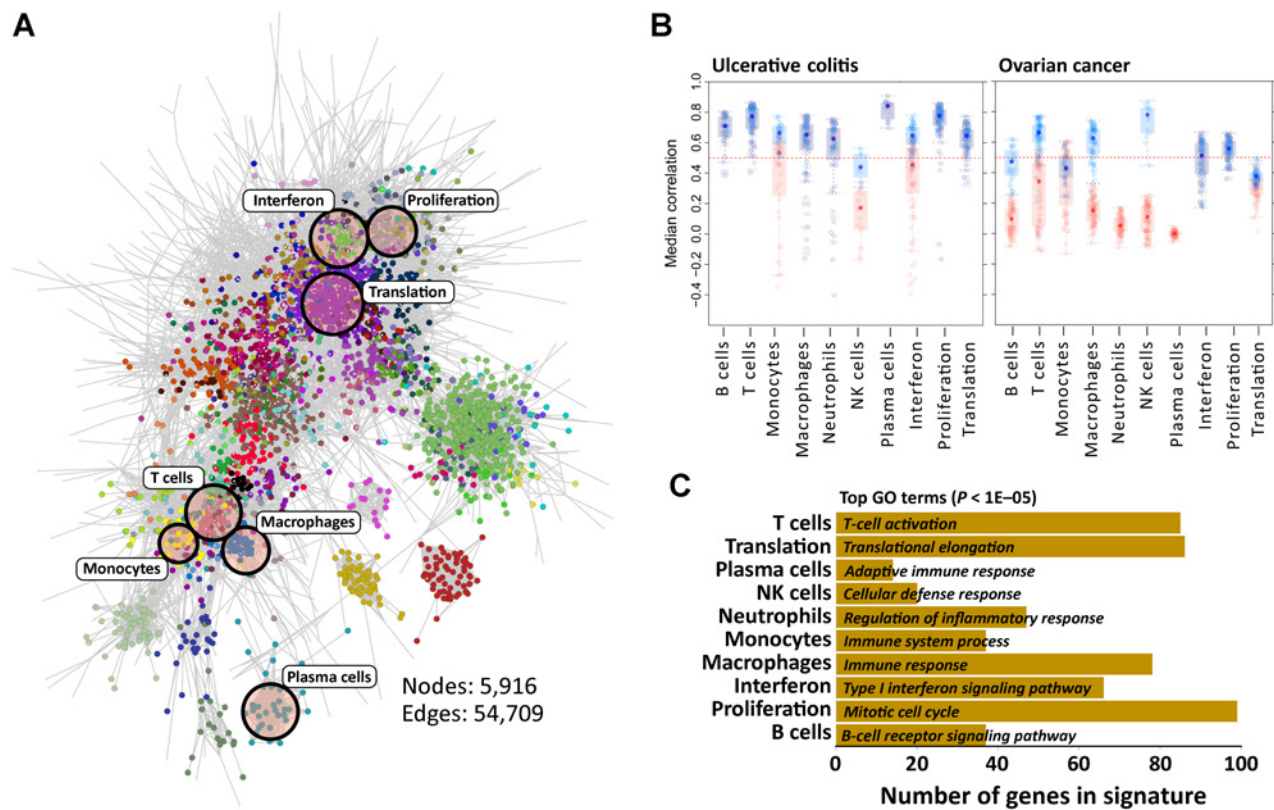 A
Interferon
Proliferation
Translation
T cells
Macrophages
Monocytes
Plasma cells
Nodes: 5,916
Edges: 54,709
B
Ulcerative colitis
Ovarian cancer
Median correlation
1.0
0.8
0.6
0.4
0.2
0.0
−0.2
−0.4
B cells
T cells
Monocytes
Macrophages
Neutrophils
NK cells
Plasma cells
Interferon
Proliferation
Translation
B cells
T cells
Monocytes
Macrophages
Neutrophils
NK cells
Plasma cells
Interferon
Proliferation
Translation
C
Top GO terms (P < 1E–05)
T cells T-cell activation
Translation Translational elongation
Plasma cells Adaptive immune response
NK cells Cellular defense response
Neutrophils Regulation of inflammatory response
Monocytes Immune system process
Macrophages Immune response
Interferon Type I interferon signaling pathway
Proliferation Mitotic cell cycle
B cells B-cell receptor signaling pathway
0 20 40 60 80 100
Number of genes in signature